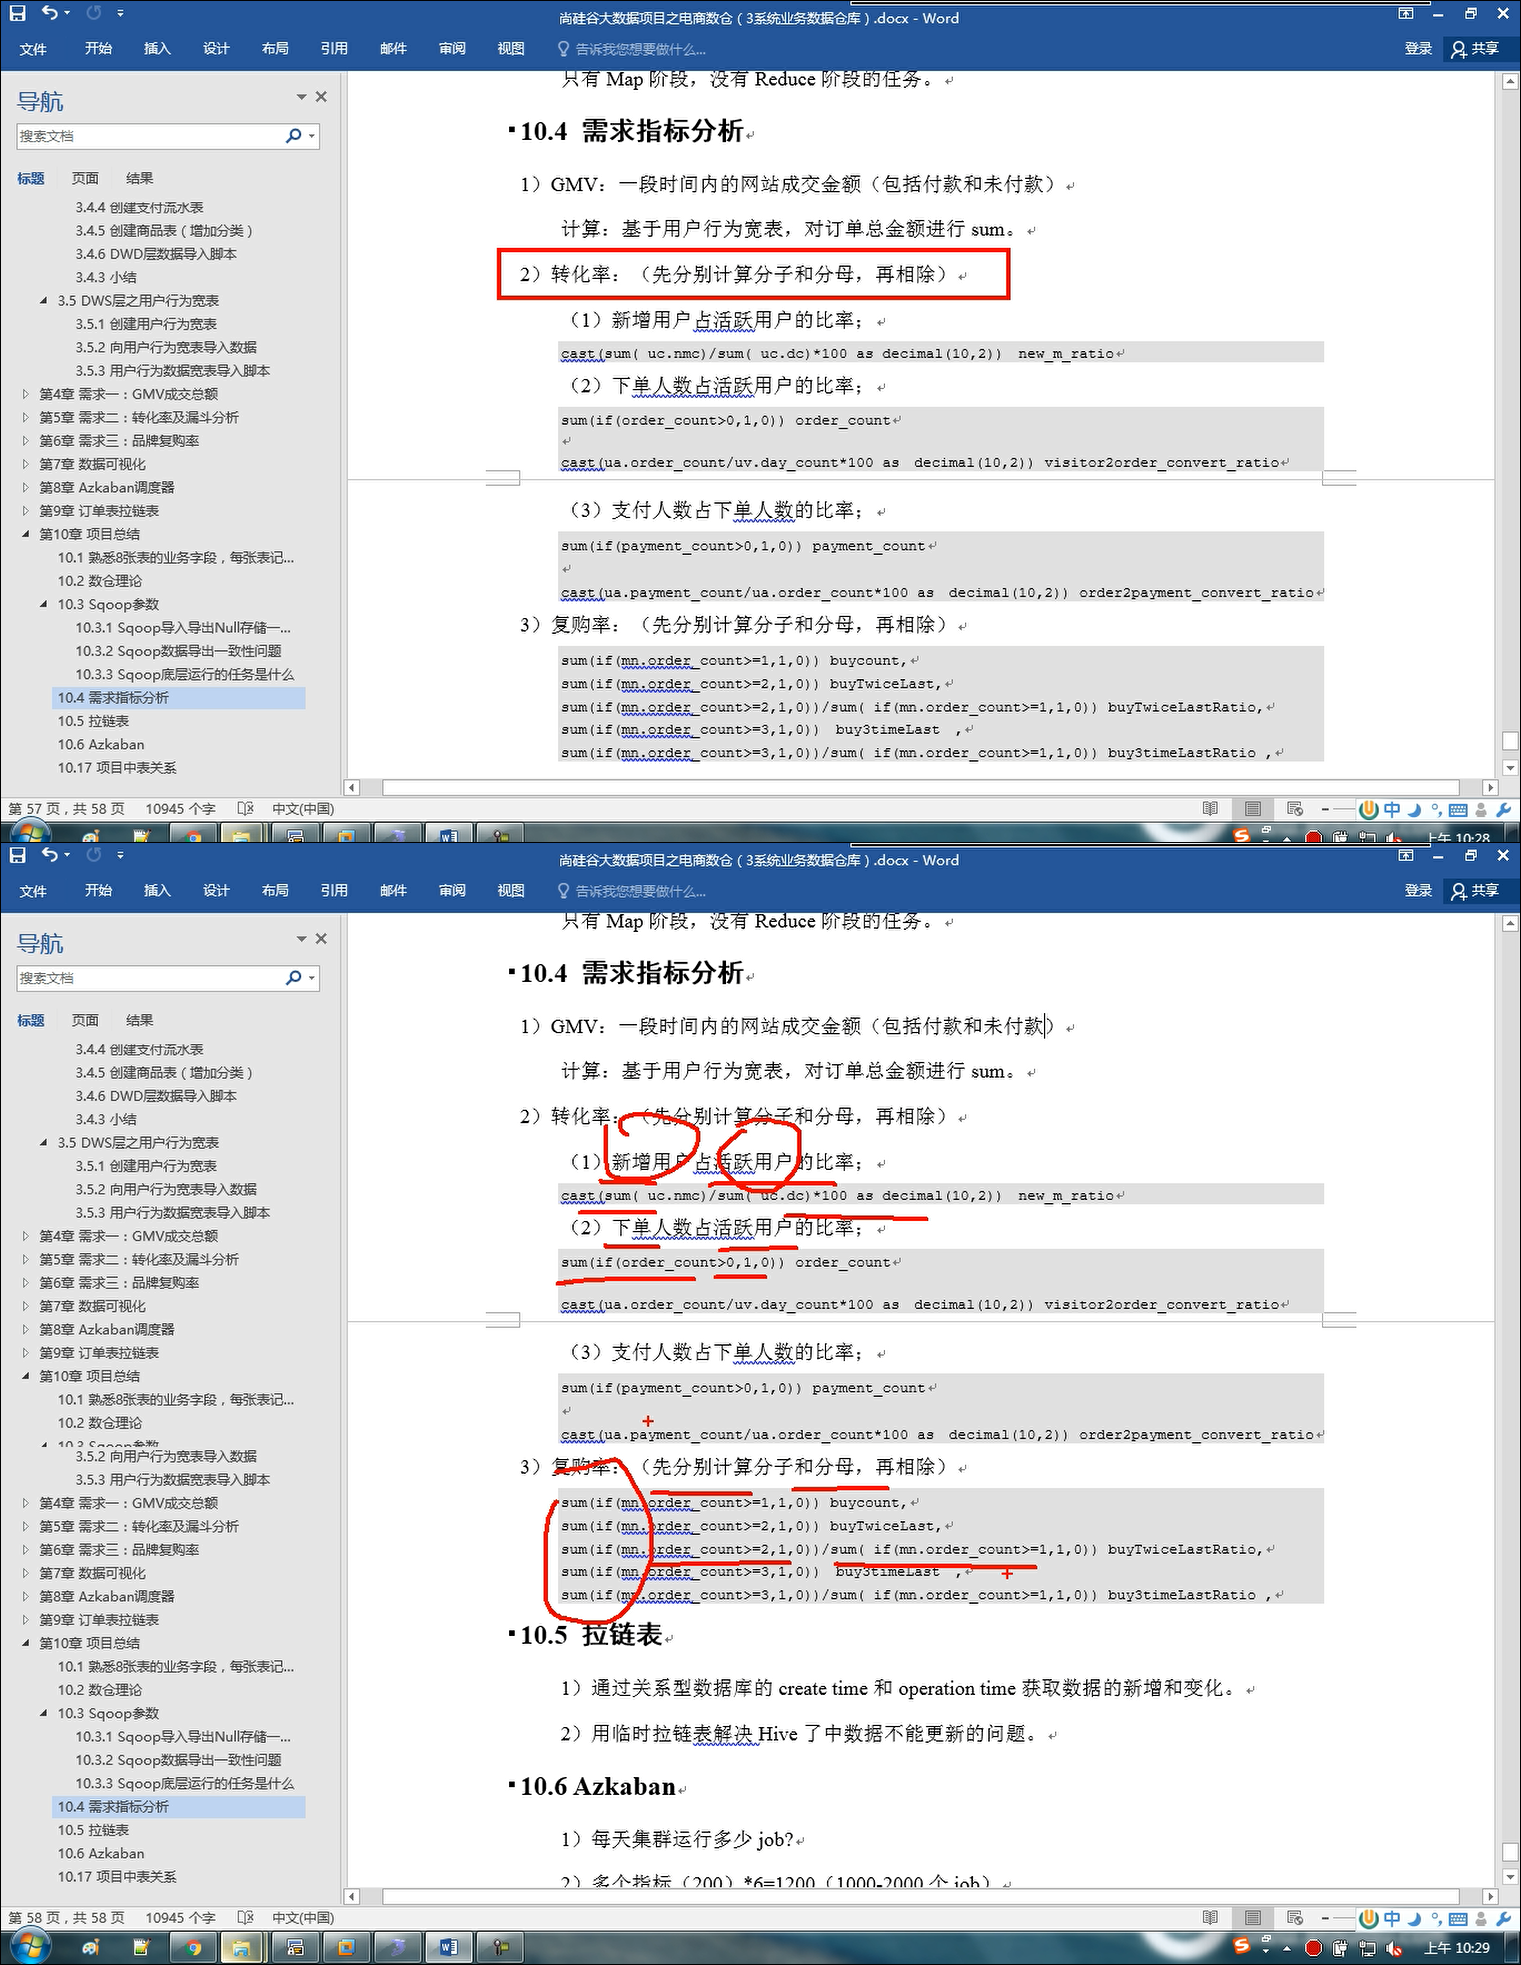 尚硅谷大数据项目之电商数仓（3系统业务数据仓库）.docx - Word
文件 开始 插入 设计 布局 引用 邮件 审阅 视图 告诉我您想要做什么... 登录 共享
导航
搜索文档
标题 页面 结果
3.4.4 创建支付流水表
3.4.5 创建商品表（增加分类）
3.4.6 DWD层数据导入脚本
3.4.3 小结
3.5 DWS层之用户行为宽表
3.5.1 创建用户行为宽表
3.5.2 向用户行为宽表导入数据
3.5.3 用户行为数据宽表导入脚本
第4章 需求一：GMV成交总额
第5章 需求二：转化率及漏斗分析
第6章 需求三：品牌复购率
第7章 数据可视化
第8章 Azkaban调度器
第9章 订单表拉链表
第10章 项目总结
10.1 熟悉8张表的业务字段，每张表记...
10.2 数仓理论
10.3 Sqoop参数
10.3.1 Sqoop导入导出Null存储一...
10.3.2 Sqoop数据导出一致性问题
10.3.3 Sqoop底层运行的任务是什么
10.4 需求指标分析
10.5 拉链表
10.6 Azkaban
10.17 项目中表关系
只有 Map 阶段，没有 Reduce 阶段的任务。
10.4 需求指标分析
1）GMV：一段时间内的网站成交金额（包括付款和未付款）
计算：基于用户行为宽表，对订单总金额进行 sum。
2）转化率：（先分别计算分子和分母，再相除）
（1）新增用户占活跃用户的比率；
cast(sum( uc.nmc)/sum( uc.dc)*100 as decimal(10,2)) new_m_ratio
（2）下单人数占活跃用户的比率；
sum(if(order_count>0,1,0)) order_count
cast(ua.order_count/uv.day_count*100 as decimal(10,2)) visitor2order_convert_ratio
（3）支付人数占下单人数的比率；
sum(if(payment_count>0,1,0)) payment_count
cast(ua.payment_count/ua.order_count*100 as decimal(10,2)) order2payment_convert_ratio
3）复购率：（先分别计算分子和分母，再相除）
sum(if(mn.order_count>=1,1,0)) buycount,
sum(if(mn.order_count>=2,1,0)) buyTwiceLast,
sum(if(mn.order_count>=2,1,0))/sum( if(mn.order_count>=1,1,0)) buyTwiceLastRatio,
sum(if(mn.order_count>=3,1,0)) buy3timeLast ,
sum(if(mn.order_count>=3,1,0))/sum( if(mn.order_count>=1,1,0)) buy3timeLastRatio ,
第 57 页，共 58 页 10945 个字 中文(中国) 中
上午 10:28
尚硅谷大数据项目之电商数仓（3系统业务数据仓库）.docx - Word
文件 开始 插入 设计 布局 引用 邮件 审阅 视图 告诉我您想要做什么... 登录 共享
导航
搜索文档
标题 页面 结果
3.4.4 创建支付流水表
3.4.5 创建商品表（增加分类）
3.4.6 DWD层数据导入脚本
3.4.3 小结
3.5 DWS层之用户行为宽表
3.5.1 创建用户行为宽表
3.5.2 向用户行为宽表导入数据
3.5.3 用户行为数据宽表导入脚本
第4章 需求一：GMV成交总额
第5章 需求二：转化率及漏斗分析
第6章 需求三：品牌复购率
第7章 数据可视化
第8章 Azkaban调度器
第9章 订单表拉链表
第10章 项目总结
10.1 熟悉8张表的业务字段，每张表记...
10.2 数仓理论
10.3 Sqoop参数
3.5.2 向用户行为宽表导入数据
3.5.3 用户行为数据宽表导入脚本
第4章 需求一：GMV成交总额
第5章 需求二：转化率及漏斗分析
第6章 需求三：品牌复购率
第7章 数据可视化
第8章 Azkaban调度器
第9章 订单表拉链表
第10章 项目总结
10.1 熟悉8张表的业务字段，每张表记...
10.2 数仓理论
10.3 Sqoop参数
10.3.1 Sqoop导入导出Null存储一...
10.3.2 Sqoop数据导出一致性问题
10.3.3 Sqoop底层运行的任务是什么
10.4 需求指标分析
10.5 拉链表
10.6 Azkaban
10.17 项目中表关系
只有 Map 阶段，没有 Reduce 阶段的任务。
10.4 需求指标分析
1）GMV：一段时间内的网站成交金额（包括付款和未付款）
计算：基于用户行为宽表，对订单总金额进行 sum。
2）转化率：（先分别计算分子和分母，再相除）
（1）新增用户占活跃用户的比率；
cast(sum( uc.nmc)/sum( uc.dc)*100 as decimal(10,2)) new_m_ratio
（2）下单人数占活跃用户的比率；
sum(if(order_count>0,1,0)) order_count
cast(ua.order_count/uv.day_count*100 as decimal(10,2)) visitor2order_convert_ratio
（3）支付人数占下单人数的比率；
sum(if(payment_count>0,1,0)) payment_count
cast(ua.payment_count/ua.order_count*100 as decimal(10,2)) order2payment_convert_ratio
3）复购率：（先分别计算分子和分母，再相除）
sum(if(mn.order_count>=1,1,0)) buycount,
sum(if(mn.order_count>=2,1,0)) buyTwiceLast,
sum(if(mn.order_count>=2,1,0))/sum( if(mn.order_count>=1,1,0)) buyTwiceLastRatio,
sum(if(mn.order_count>=3,1,0)) buy3timeLast ,
sum(if(mn.order_count>=3,1,0))/sum( if(mn.order_count>=1,1,0)) buy3timeLastRatio ,
10.5 拉链表
1）通过关系型数据库的 create time 和 operation time 获取数据的新增和变化。
2）用临时拉链表解决 Hive 了中数据不能更新的问题。
10.6 Azkaban
1）每天集群运行多少 job?
2）多个指标（200）*6=1200（1000-2000 个 job）
第 58 页，共 58 页 10945 个字 中文(中国) 中
上午 10:29